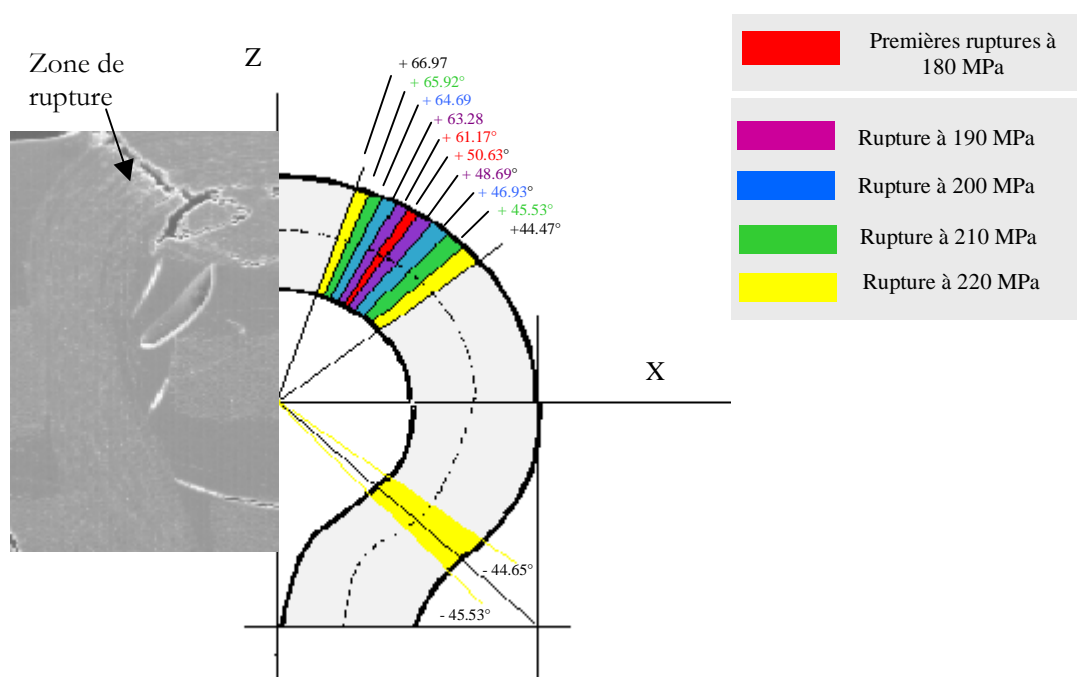 Zone de
rupture
Z
+ 66.97
+ 65.92°
+ 64.69
+ 63.28
+ 61.17°
+ 50.63°
+ 48.69°
+ 46.93°
+ 45.53°
+44.47°
X
- 44.65°
- 45.53°
Premières ruptures à
180 MPa
Rupture à 190 MPa
Rupture à 200 MPa
Rupture à 210 MPa
Rupture à 220 MPa